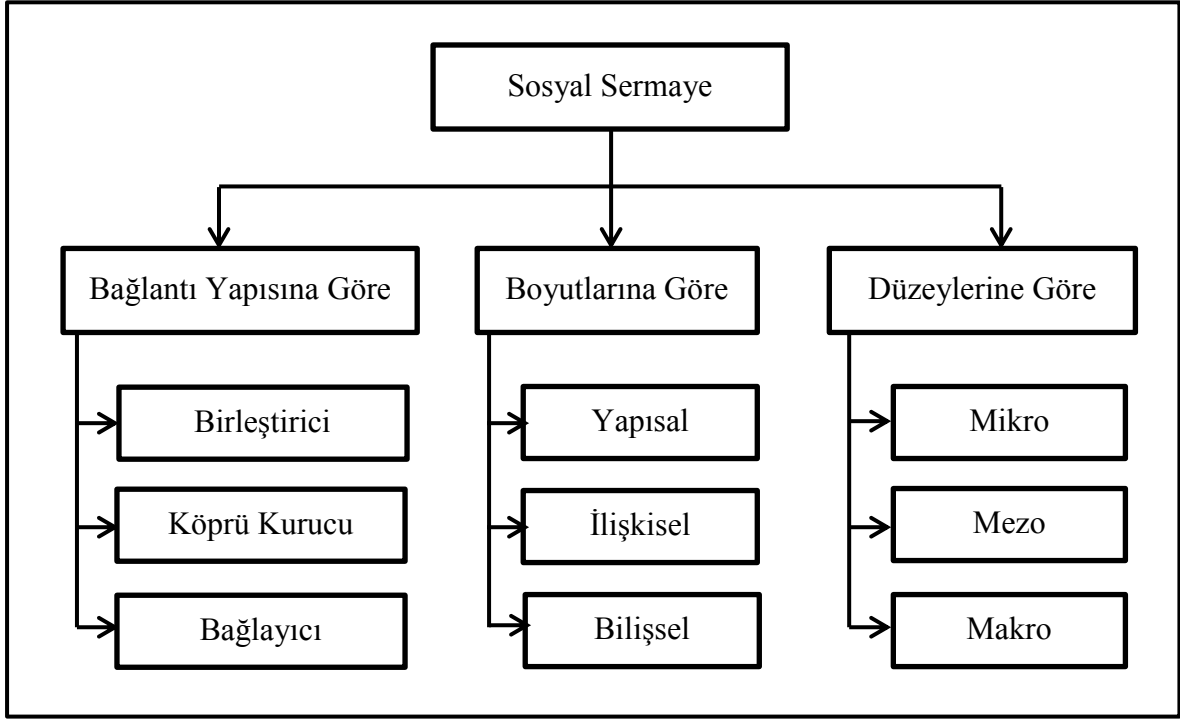 Sosyal Sermaye
Bağlantı Yapısına Göre
Boyutlarına Göre
Düzeylerine Göre
Birleştirici
Yapısal
Mikro
Köprü Kurucu
İlişkisel
Mezo
Bağlayıcı
Bilişsel
Makro